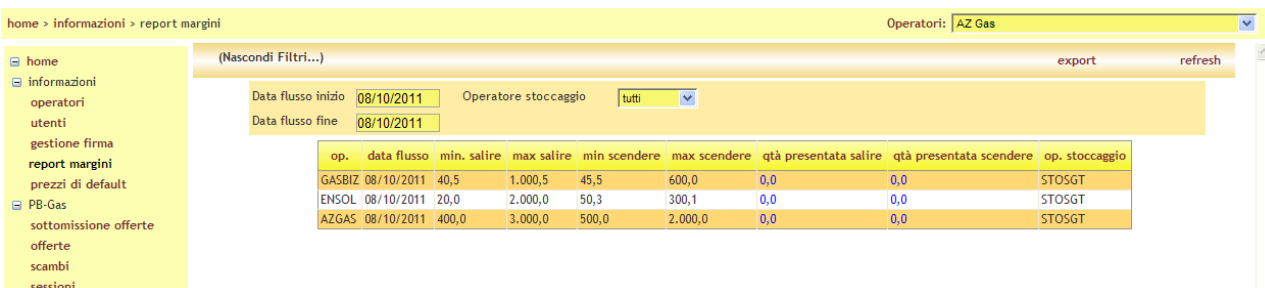 home > informazioni > report margini Operatori: AZ Gas
(Nascondi Filtri...) export refresh
home
informazioni
operatori
utenti
gestione firma
report margini
prezzi di default
PB-Gas
sottomissione offerte
offerte
scambi
sessioni
Data flusso inizio 08/10/2011 Operatore stoccaggio tutti
Data flusso fine 08/10/2011
op. data flusso min. salire max salire min scendere max scendere qtà presentata salire qtà presentata scendere op. stoccaggio
GASBIZ 08/10/2011 40,5 1.000,5 45,5 600,0 0,0 0,0 STOSGT
ENSOL 08/10/2011 20,0 2.000,0 50,3 300,1 0,0 0,0 STOSGT
AZGAS 08/10/2011 400,0 3.000,0 500,0 2.000,0 0,0 0,0 STOSGT